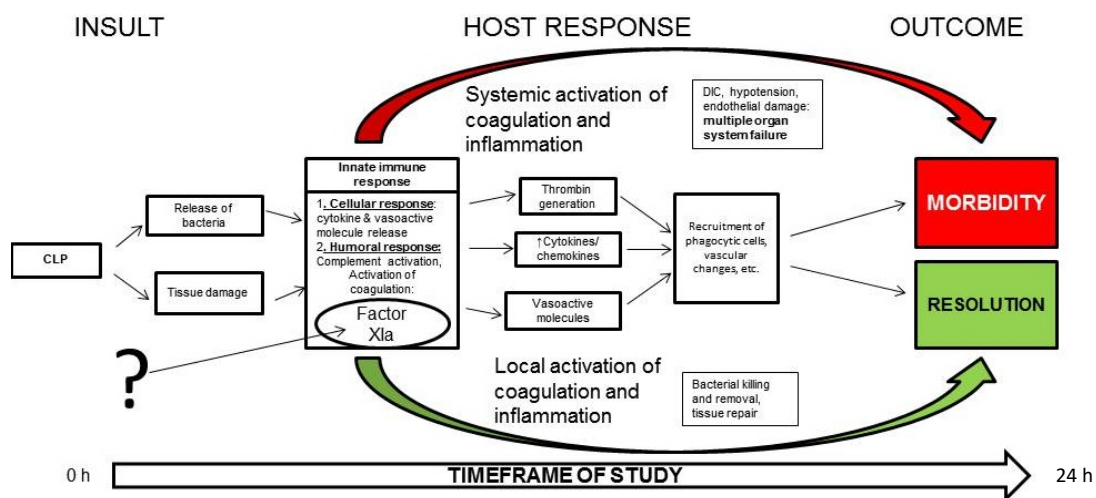 INSULT
HOST RESPONSE
OUTCOME
Systemic activation of
coagulation and
inflammation
DIC, hypotension,
endothelial damage:
multiple organ
system failure
CLP
Release of
bacteria
Tissue damage
?
Innate immune
response
1. Cellular response:
cytokine & vasoactive
molecule release
2. Humoral response:
Complement activation,
Activation of
coagulation:
Factor
XIa
Thrombin
generation
↑Cytokines/
chemokines
Vasoactive
molecules
Recruitment of
phagocytic cells,
vascular
changes, etc.
MORBIDITY
RESOLUTION
Local activation of
coagulation and
inflammation
Bacterial killing
and removal,
tissue repair
0 h
TIMEFRAME OF STUDY
24 h